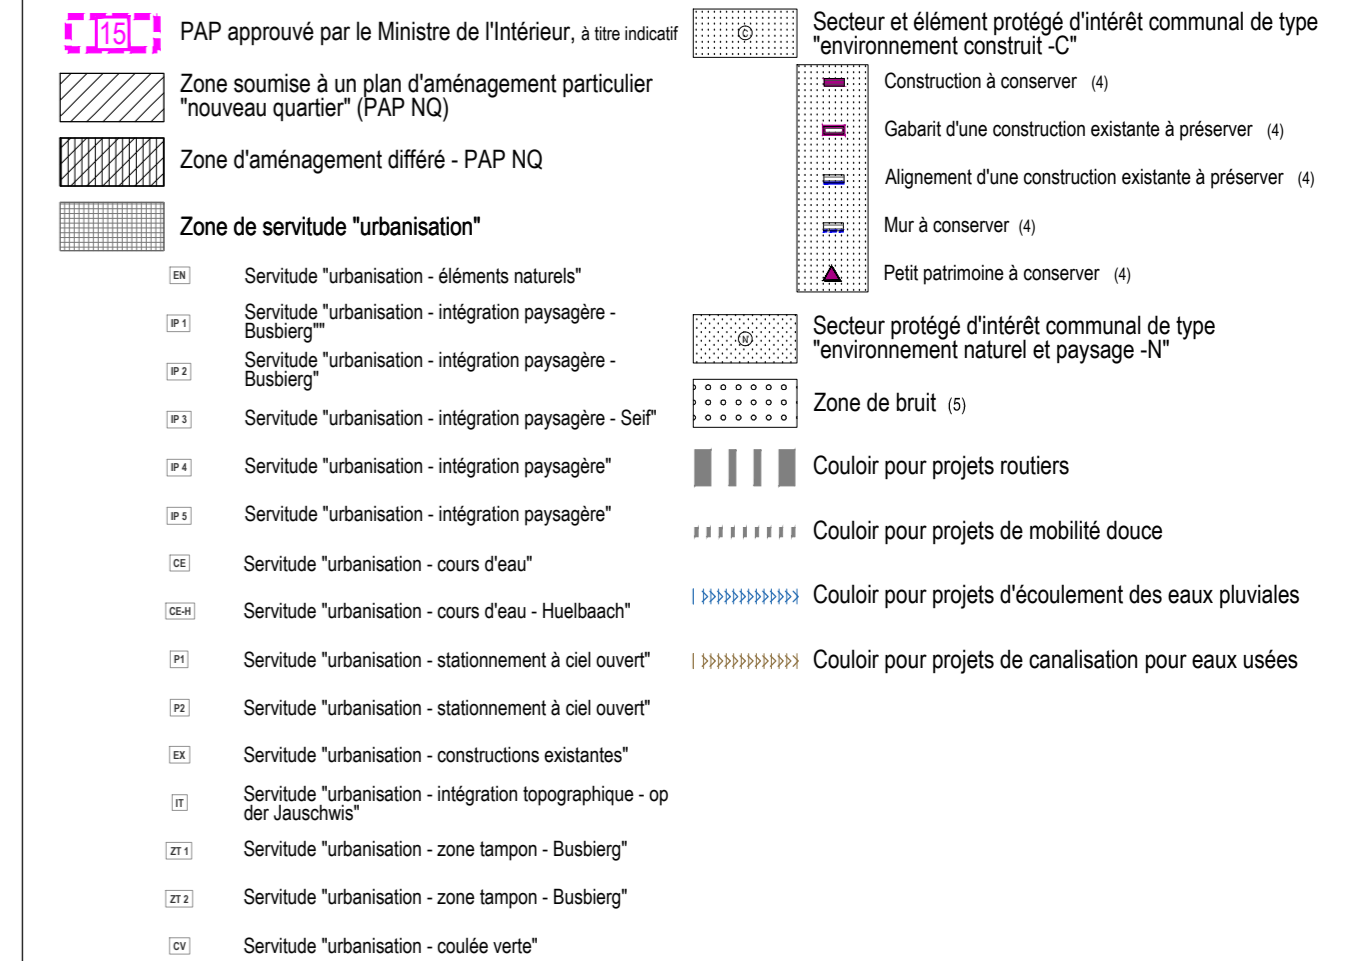 15 PAP approuvé par le Ministre de l'Intérieur, à titre indicatif
Zone soumise à un plan d'aménagement particulier
"nouveau quartier" (PAP NQ)
Zone d'aménagement différé - PAP NQ
Zone de servitude "urbanisation"
EN Servitude "urbanisation - éléments naturels"
IP 1 Servitude "urbanisation - intégration paysagère -
Busbierg""
IP 2 Servitude "urbanisation - intégration paysagère -
Busbierg"
IP 3 Servitude "urbanisation - intégration paysagère - Seif"
IP 4 Servitude "urbanisation - intégration paysagère"
IP 5 Servitude "urbanisation - intégration paysagère"
CE Servitude "urbanisation - cours d'eau"
CE-H Servitude "urbanisation - cours d'eau - Huelbaach"
P1 Servitude "urbanisation - stationnement à ciel ouvert"
P2 Servitude "urbanisation - stationnement à ciel ouvert"
EX Servitude "urbanisation - constructions existantes"
IT Servitude "urbanisation - intégration topographique - op
der Jauschwis"
ZT 1 Servitude "urbanisation - zone tampon - Busbierg"
ZT 2 Servitude "urbanisation - zone tampon - Busbierg"
CV Servitude "urbanisation - coulée verte"
C Secteur et élément protégé d'intérêt communal de type
"environnement construit -C"
Construction à conserver (4)
Gabarit d'une construction existante à préserver (4)
Alignement d'une construction existante à préserver (4)
Mur à conserver (4)
Petit patrimoine à conserver (4)
N Secteur protégé d'intérêt communal de type
"environnement naturel et paysage -N"
Zone de bruit (5)
Couloir pour projets routiers
Couloir pour projets de mobilité douce
Couloir pour projets d'écoulement des eaux pluviales
Couloir pour projets de canalisation pour eaux usées